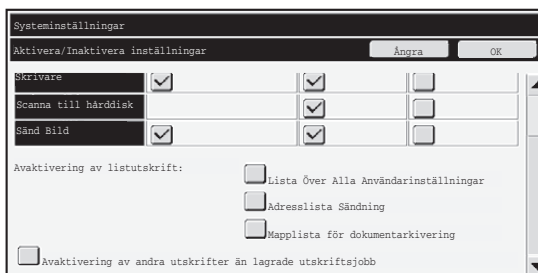 Systeminställningar
Aktivera/Inaktivera inställningar Ångra OK
Skrivare
Scanna till hårddisk
Sänd Bild
Avaktivering av listutskrift:
Lista Över Alla Användarinställningar
Adresslista Sändning
Mapplista för dokumentarkivering
Avaktivering av andra utskrifter än lagrade utskriftsjobb